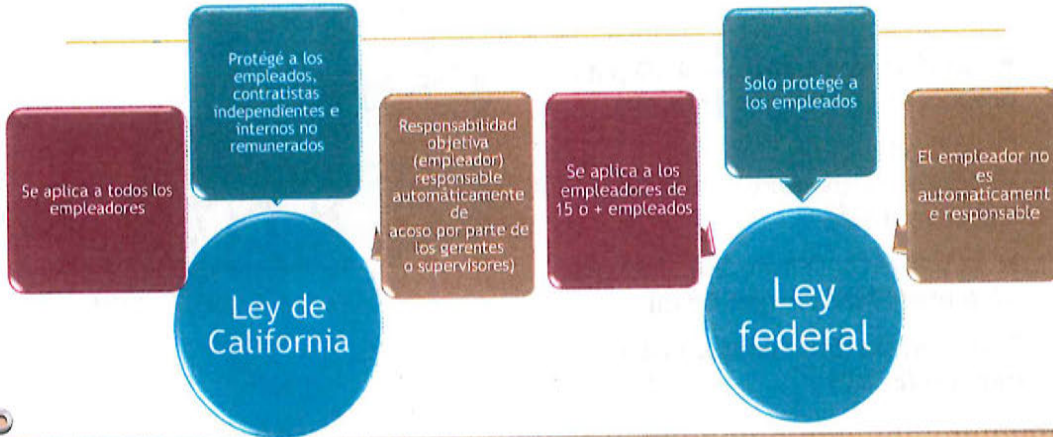 Se aplica a todos los
empleadores
Protégé a los
empleados,
contratistas
independientes e
internos no
remunerados
Responsabilidad
objetiva
(empleador)
responsable
automáticamente
de
acoso por parte de
los gerentes
o supervisores)
Ley de
California
Se aplica a los
empleadores de
15 o + empleados
Solo protégé a
los empleados
El empleador no
es
automaticament
e responsable
Ley
federal